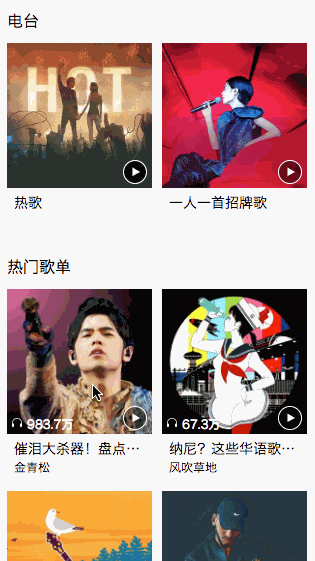 电台
HOT
热歌
一人一首招牌歌
热门歌单
983.7万
67.3万
催泪大杀器！盘点…
纳尼？这些华语歌…
金青松
风吹草地